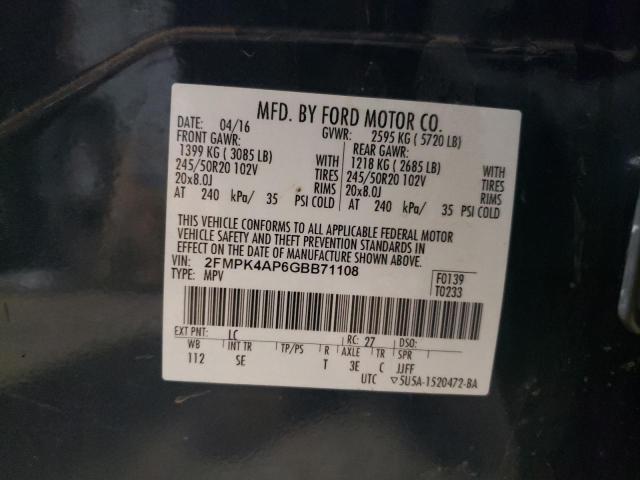 MFD. BY FORD MOTOR CO.
DATE: 04/16 GVWR: 2595 KG ( 5720 LB)
FRONT GAWR: REAR GAWR:
1399 KG ( 3085 LB) WITH 1218 KG ( 2685 LB) WITH
245/50R20 102V TIRES 245/50R20 102V TIRES
20x8.0J RIMS 20x8.0J RIMS
AT 240 kPa/ 35 PSI COLD AT 240 kPa/ 35 PSI COLD
THIS VEHICLE CONFORMS TO ALL APPLICABLE FEDERAL MOTOR
VEHICLE SAFETY AND THEFT PREVENTION STANDARDS IN
EFFECT ON THE DATE OF MANUFACTURE SHOWN ABOVE.
VIN: 2FMPK4AP6GBB71108 F0139
TYPE: MPV T0233
EXT PNT: LC RC: 27 DSO:
WB INT TR TP/PS R AXLE TR SPR
112 SE T 3E C JJFF
UTC ▽5U5A-1520472-BA